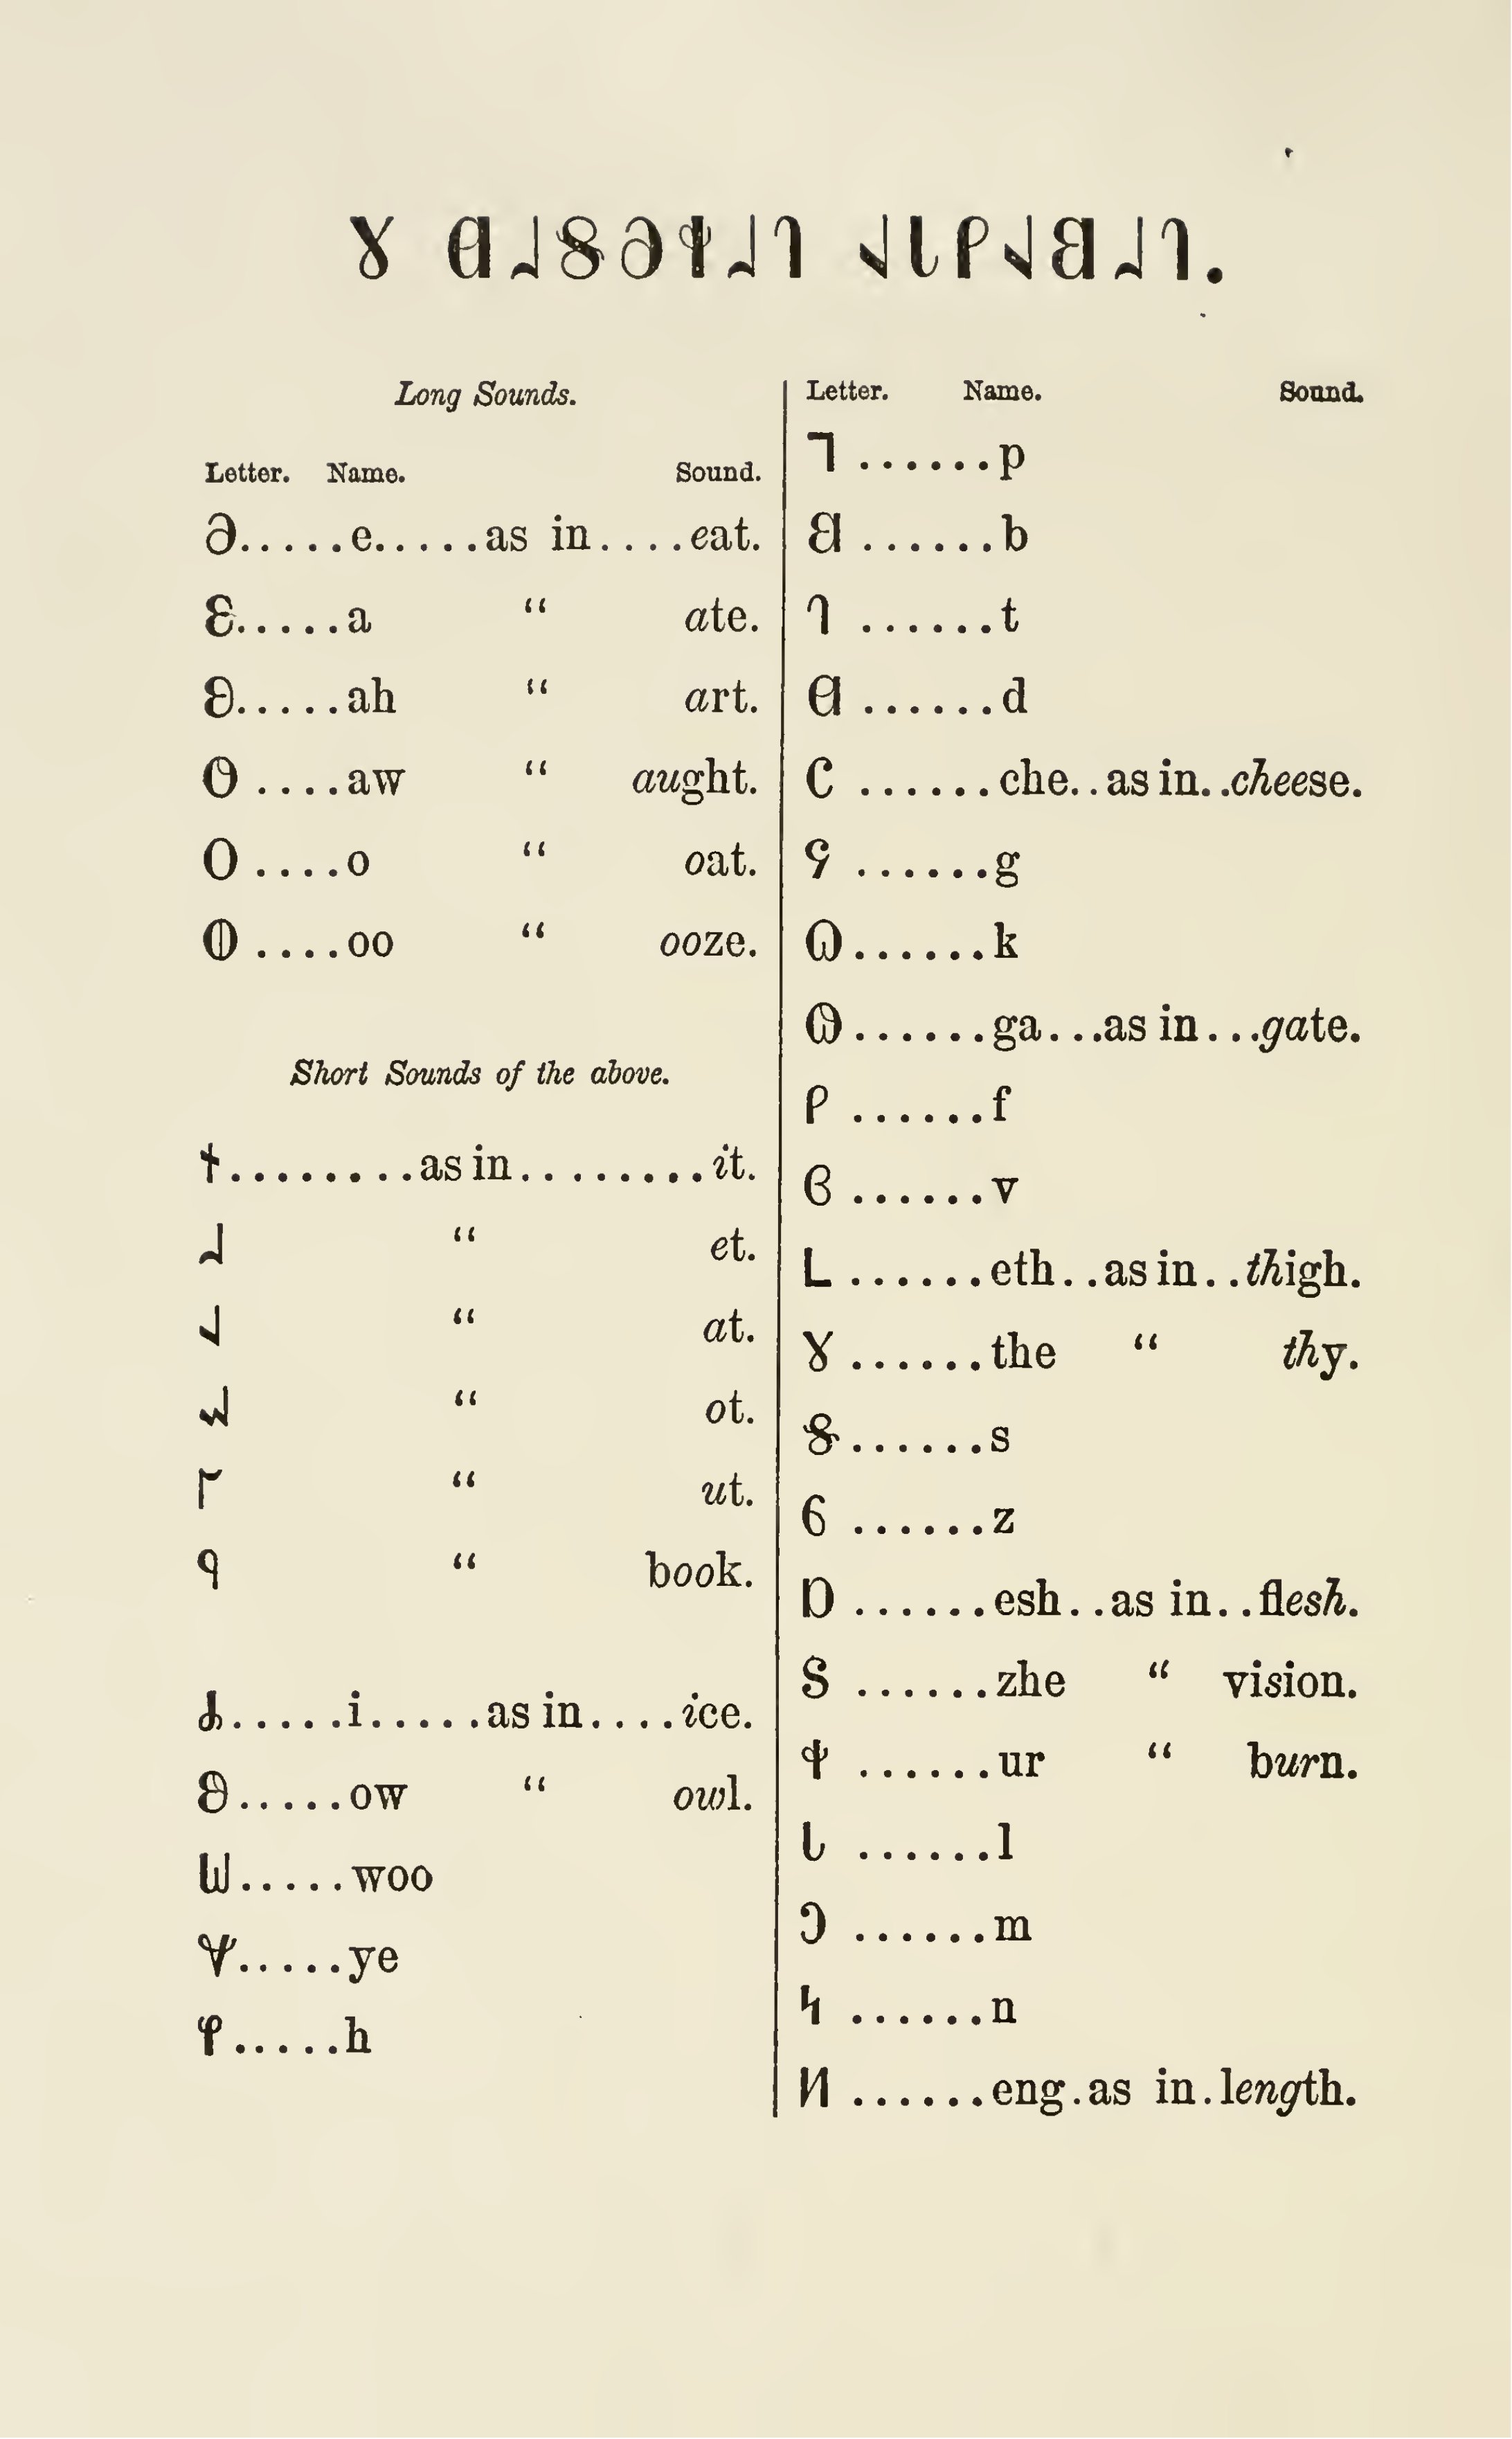 𐐜 𐐔𐐇𐐝𐐀𐐡𐐇𐐓 𐐈𐐢𐐙𐐈𐐒𐐇𐐓.
Long Sounds.
Letter. Name. Sound.
𐐀.....e.....as in....eat.
𐐁.....a “ ate.
𐐂.....ah “ art.
𐐃....aw “ aught.
𐐄....o “ oat.
𐐅....oo “ ooze.
Short Sounds of the above.
𐐆........as in........it.
𐐇 “ et.
𐐈 “ at.
𐐉 “ ot.
𐐊 “ ut.
𐐋 “ book.
𐐌.....i.....as in....ice.
𐐍.....ow “ owl.
𐐎.....woo
𐐏.....ye
𐐐.....h
Letter. Name. Sound.
𐐑......p
𐐒......b
𐐓......t
𐐔......d
𐐕......che..as in..cheese.
𐐖......g
𐐗......k
𐐘......ga...as in...gate.
𐐙......f
𐐚......v
𐐛......eth..as in..thigh.
𐐜......the “ thy.
𐐝......s
𐐞......z
𐐟......esh..as in..flesh.
𐐠......zhe “ vision.
𐐡......ur “ burn.
𐐢......l
𐐣......m
𐐤......n
𐐥......eng.as in.length.